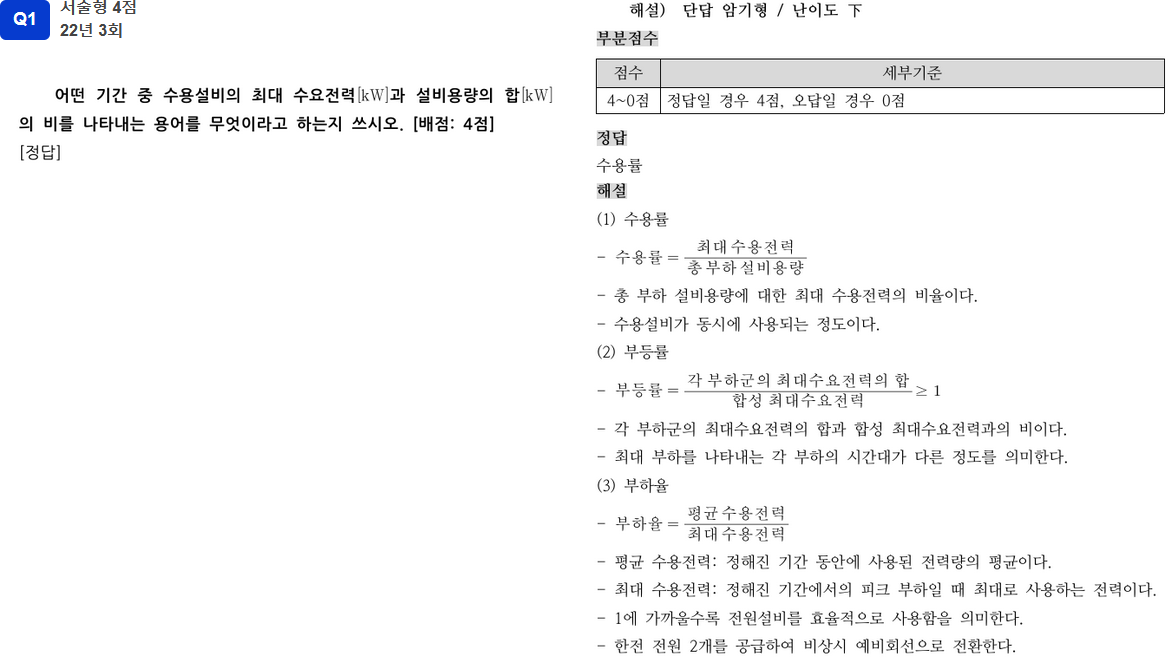 Q1
서술형 4점
22년 3회
어떤 기간 중 수용설비의 최대 수요전력[kW]과 설비용량의 합[kW]
의 비를 나타내는 용어를 무엇이라고 하는지 쓰시오. [배점: 4점]
[정답]
해설) 단답 암기형 / 난이도 下
부분점수
점수 세부기준
4~0점 정답일 경우 4점, 오답일 경우 0점
정답
수용률
해설
(1) 수용률
- 수용률 = 최대수용전력 / 총부하설비용량
- 총 부하 설비용량에 대한 최대 수용전력의 비율이다.
- 수용설비가 동시에 사용되는 정도이다.
(2) 부등률
- 부등률 = 각 부하군의 최대수요전력의 합 / 합성 최대수요전력 ≥ 1
- 각 부하군의 최대수요전력의 합과 합성 최대수요전력과의 비이다.
- 최대 부하를 나타내는 각 부하의 시간대가 다른 정도를 의미한다.
(3) 부하율
- 부하율 = 평균수용전력 / 최대수용전력
- 평균 수용전력: 정해진 기간 동안에 사용된 전력량의 평균이다.
- 최대 수용전력: 정해진 기간에서의 피크 부하일 때 최대로 사용하는 전력이다.
- 1에 가까울수록 전원설비를 효율적으로 사용함을 의미한다.
- 한전 전원 2개를 공급하여 비상시 예비회선으로 전환한다.